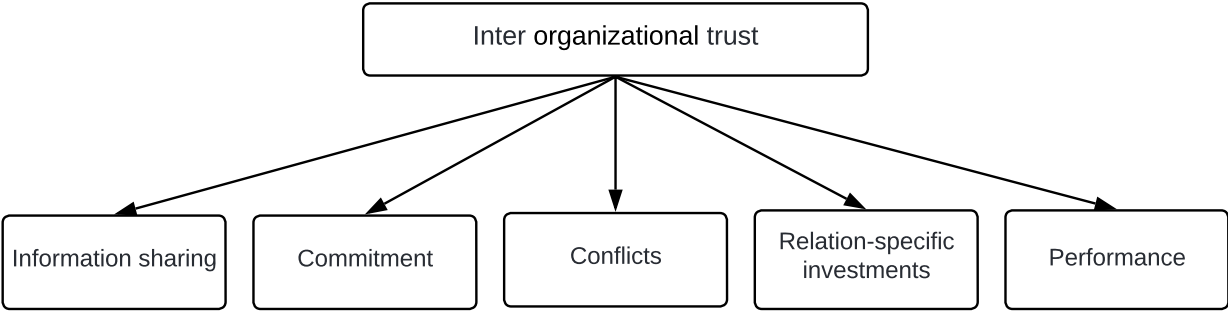 Inter organizational trust
Information sharing
Commitment
Conflicts
Relation-specific
investments
Performance